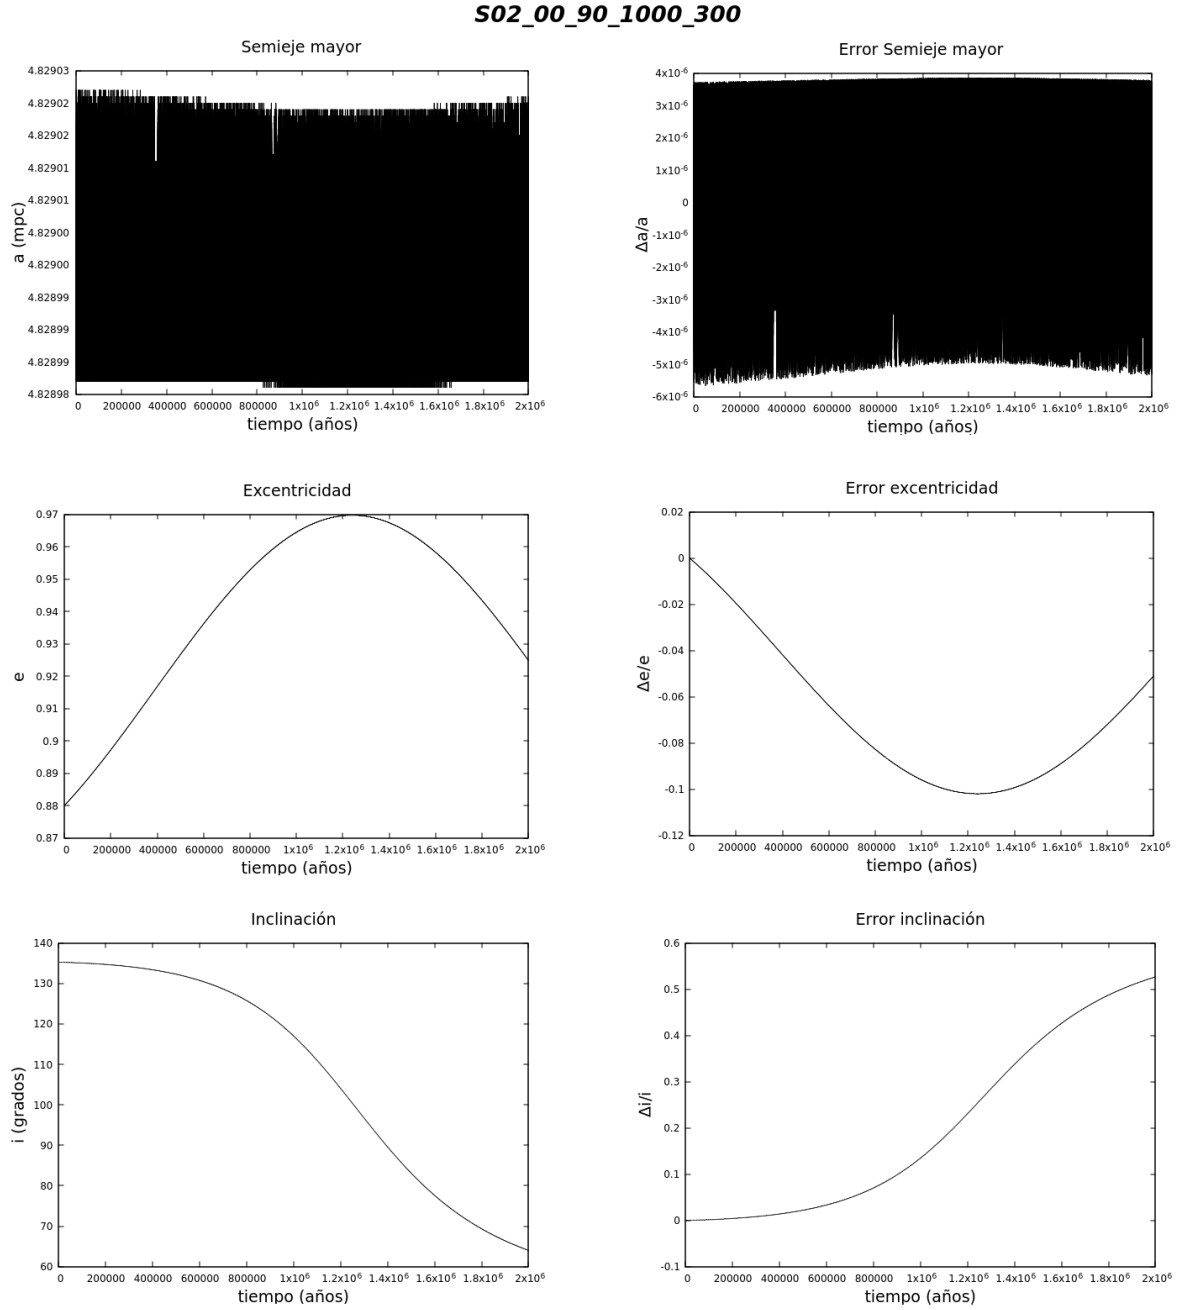 S02_00_90_1000_300
Semieje mayor
4.82903
4.82902
4.82902
4.82901
4.82901
4.82900
4.82900
4.82899
4.82899
4.82899
4.82898
a (mpc)
0 200000 400000 600000 800000 1x10⁶ 1.2x10⁶ 1.4x10⁶ 1.6x10⁶ 1.8x10⁶ 2x10⁶
tiempo (años)
Error Semieje mayor
4x10⁻⁶
3x10⁻⁶
2x10⁻⁶
1x10⁻⁶
0
-1x10⁻⁶
-2x10⁻⁶
-3x10⁻⁶
-4x10⁻⁶
-5x10⁻⁶
-6x10⁻⁶
Δa/a
0 200000 400000 600000 800000 1x10⁶ 1.2x10⁶ 1.4x10⁶ 1.6x10⁶ 1.8x10⁶ 2x10⁶
tiempo (años)
Excentricidad
0.97
0.96
0.95
0.94
0.93
0.92
0.91
0.9
0.89
0.88
0.87
e
0 200000 400000 600000 800000 1x10⁶ 1.2x10⁶ 1.4x10⁶ 1.6x10⁶ 1.8x10⁶ 2x10⁶
tiempo (años)
Error excentricidad
0.02
0
-0.02
-0.04
-0.06
-0.08
-0.1
-0.12
Δe/e
0 200000 400000 600000 800000 1x10⁶ 1.2x10⁶ 1.4x10⁶ 1.6x10⁶ 1.8x10⁶ 2x10⁶
tiempo (años)
Inclinación
140
130
120
110
100
90
80
70
60
i (grados)
0 200000 400000 600000 800000 1x10⁶ 1.2x10⁶ 1.4x10⁶ 1.6x10⁶ 1.8x10⁶ 2x10⁶
tiempo (años)
Error inclinación
0.6
0.5
0.4
0.3
0.2
0.1
0
-0.1
Δi/i
0 200000 400000 600000 800000 1x10⁶ 1.2x10⁶ 1.4x10⁶ 1.6x10⁶ 1.8x10⁶ 2x10⁶
tiempo (años)